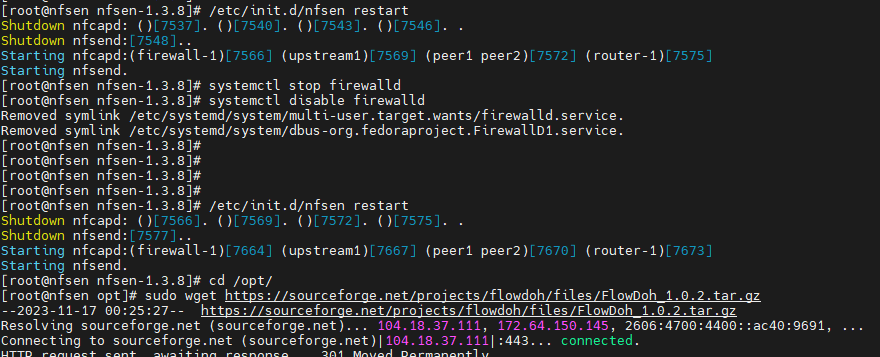 [root@nfsen nfsen-1.3.8]# /etc/init.d/nfsen restart
Shutdown nfcapd: ()[7537]. ()[7540]. ()[7543]. ()[7546]. .
Shutdown nfsend:[7548]..
Starting nfcapd:(firewall-1)[7566] (upstream1)[7569] (peer1 peer2)[7572] (router-1)[7575]
Starting nfsend.
[root@nfsen nfsen-1.3.8]# systemctl stop firewalld
[root@nfsen nfsen-1.3.8]# systemctl disable firewalld
Removed symlink /etc/systemd/system/multi-user.target.wants/firewalld.service.
Removed symlink /etc/systemd/system/dbus-org.fedoraproject.FirewallD1.service.
[root@nfsen nfsen-1.3.8]#
[root@nfsen nfsen-1.3.8]#
[root@nfsen nfsen-1.3.8]#
[root@nfsen nfsen-1.3.8]#
[root@nfsen nfsen-1.3.8]# /etc/init.d/nfsen restart
Shutdown nfcapd: ()[7566]. ()[7569]. ()[7572]. ()[7575]. .
Shutdown nfsend:[7577]..
Starting nfcapd:(firewall-1)[7664] (upstream1)[7667] (peer1 peer2)[7670] (router-1)[7673]
Starting nfsend.
[root@nfsen nfsen-1.3.8]# cd /opt/
[root@nfsen opt]# sudo wget https://sourceforge.net/projects/flowdoh/files/FlowDoh_1.0.2.tar.gz
--2023-11-17 00:25:27--  https://sourceforge.net/projects/flowdoh/files/FlowDoh_1.0.2.tar.gz
Resolving sourceforge.net (sourceforge.net)... 104.18.37.111, 172.64.150.145, 2606:4700:4400::ac40:9691, ...
Connecting to sourceforge.net (sourceforge.net)|104.18.37.111|:443... connected.
HTTP request sent, awaiting response... 301 Moved Permanently